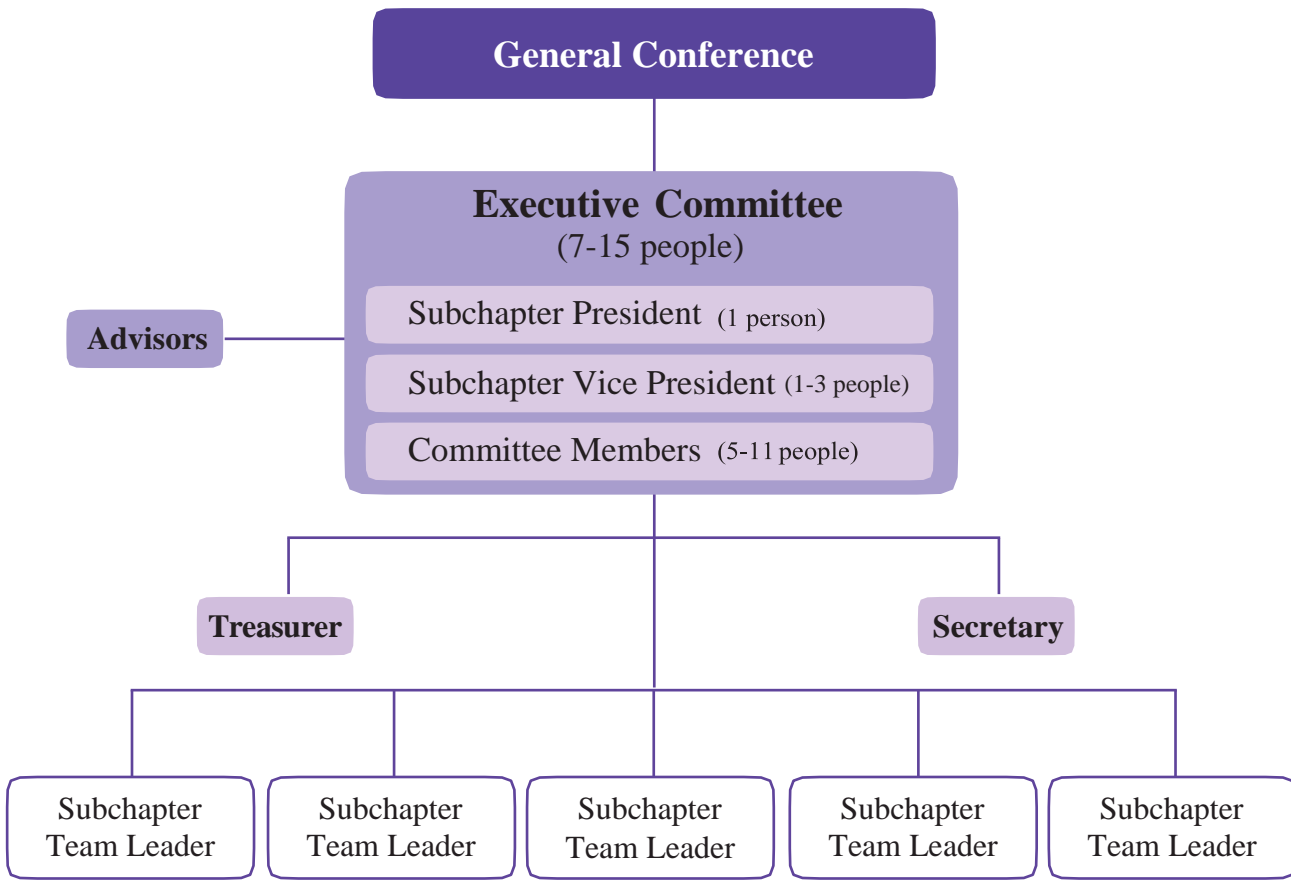 General Conference
Executive Committee
(7-15 people)
Subchapter President (1 person)
Advisors
Subchapter Vice President (1-3 people)
Committee Members (5-11 people)
Treasurer
Secretary
Subchapter
Team Leader
Subchapter
Team Leader
Subchapter
Team Leader
Subchapter
Team Leader
Subchapter
Team Leader